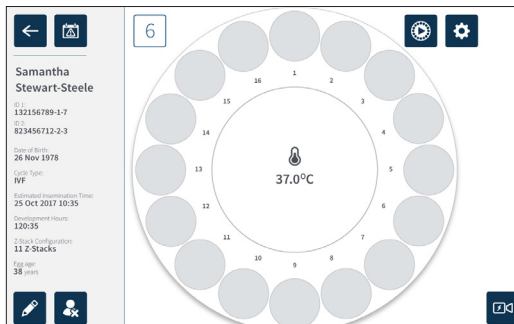 Samantha
Stewart-Steele
ID 1:
132156789-1-7
ID 2:
823456712-2-3
Date of Birth:
26 Nov 1978
Cycle Type:
IVF
Estimated Insemination Time:
25 Oct 2017 10:35
Development Hours:
120:35
Z-Stack Configuration:
11 Z-Stacks
Egg age:
38 years
6
1
2
3
4
5
6
7
8
9
10
11
12
13
14
15
16
37.0°C